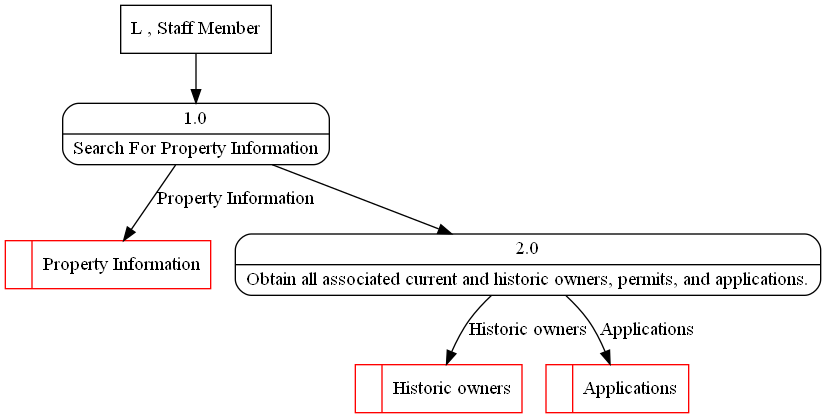 L , Staff Member
1.0
Search For Property Information
Property Information
Property Information
2.0
Obtain all associated current and historic owners, permits, and applications.
Historic owners
Applications
Historic owners
Applications